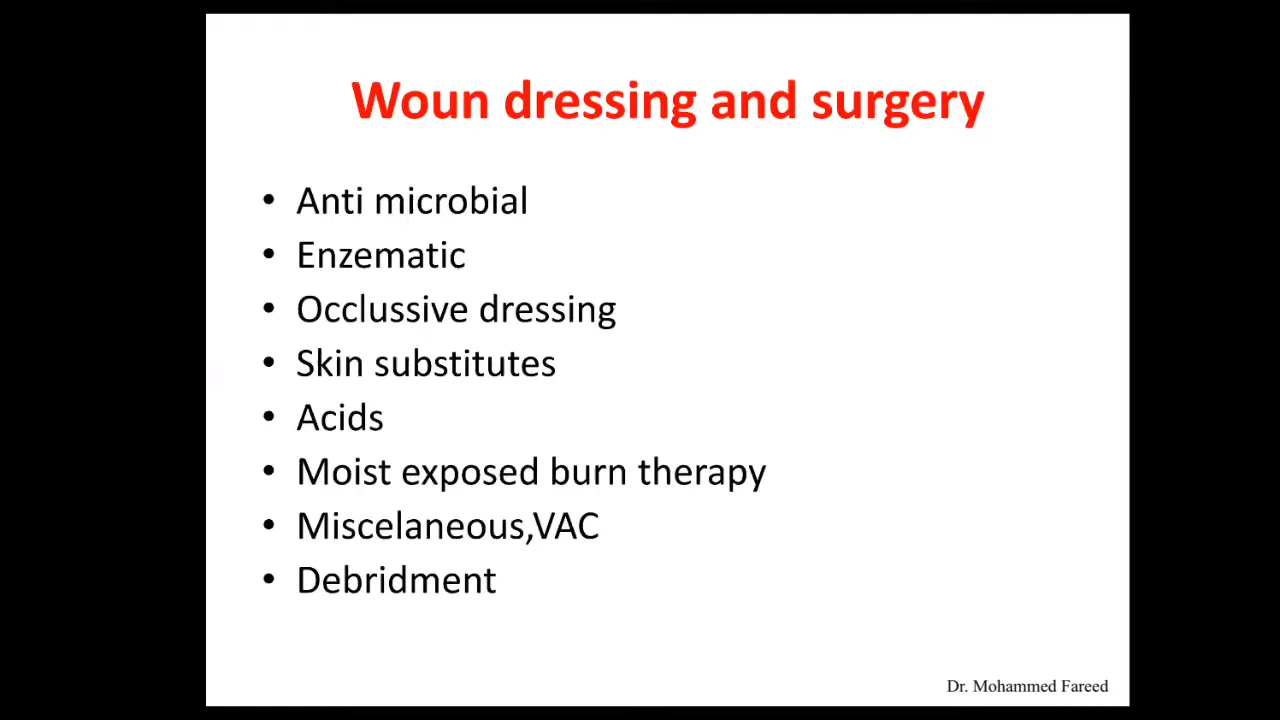 Woun dressing and surgery
• Anti microbial
• Enzematic
• Occlussive dressing
• Skin substitutes
• Acids
• Moist exposed burn therapy
• Miscelaneous,VAC
• Debridment
Dr. Mohammed Fareed